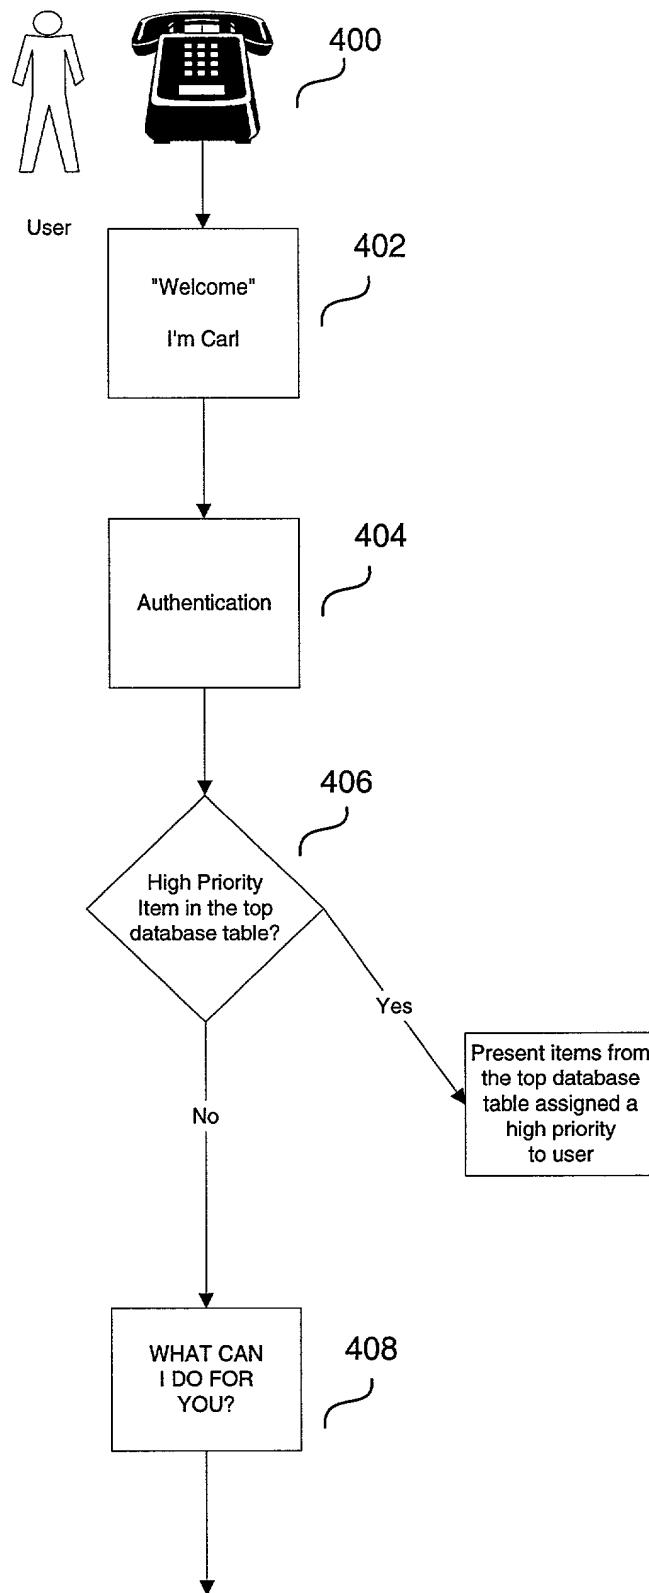 400
User
402
"Welcome"
I'm Carl
404
Authentication
406
High Priority
Item in the top
database table?
Yes
Present items from
the top database
table assigned a
high priority
to user
No
408
WHAT CAN
I DO FOR
YOU?